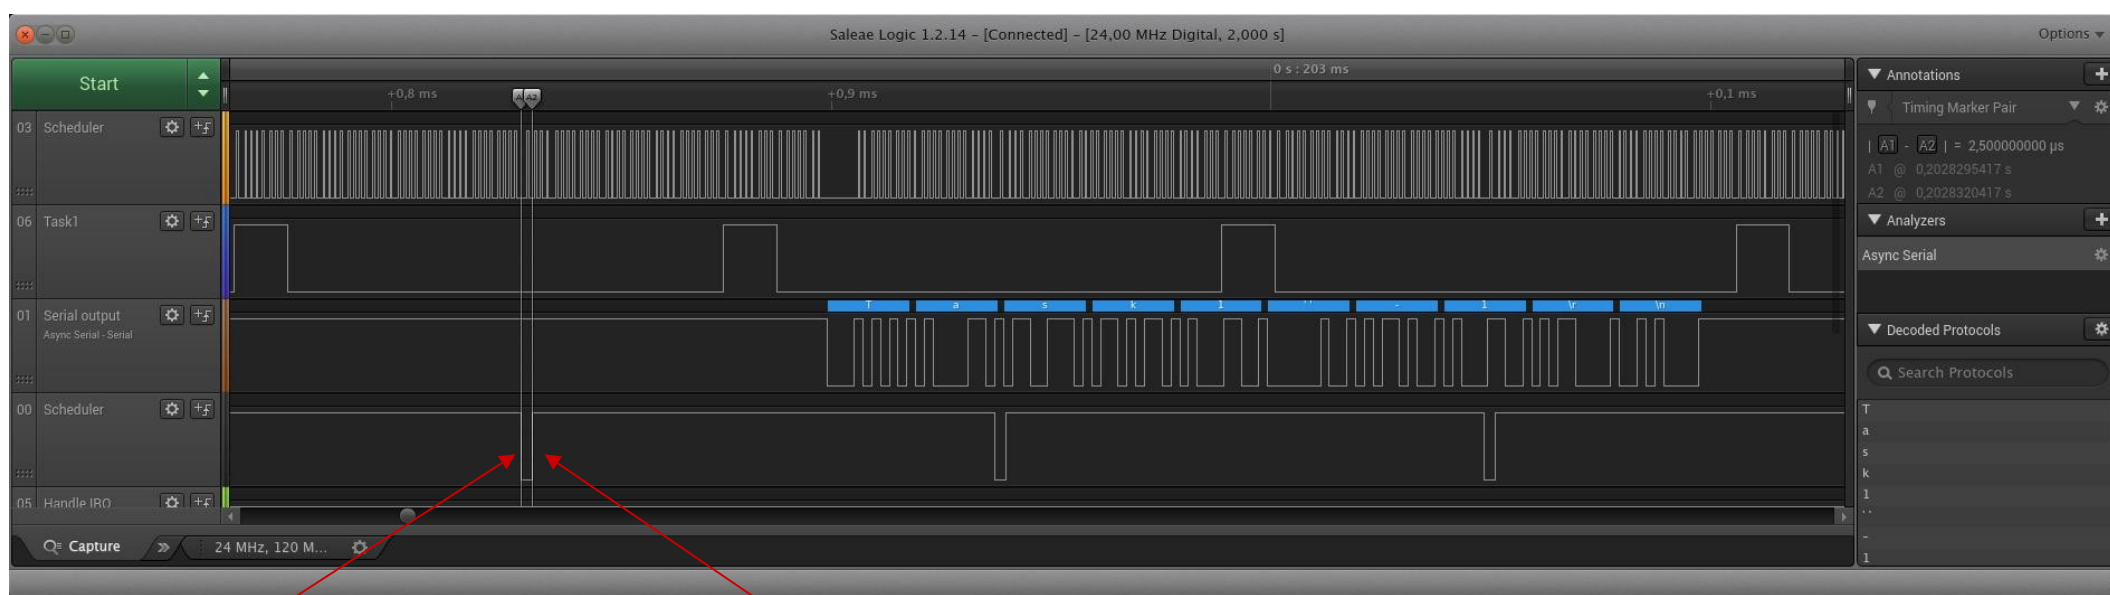 Saleae Logic 1.2.14 – [Connected] – [24,00 MHz Digital, 2,000 s]
Options
Start
0 s : 203 ms
+0,8 ms
A2
+0,9 ms
+0,1 ms
03 Scheduler
06 Task1
01 Serial output
Async Serial - Serial
T a s k 1 ' ' - 1 \r \n
00 Scheduler
05 Handle IRQ
Capture
24 MHz, 120 M...
Annotations
Timing Marker Pair
| A1 - A2 | = 2,500000000 µs
A1 @ 0,2028295417 s
A2 @ 0,2028320417 s
Analyzers
Async Serial
Decoded Protocols
Search Protocols
T
a
s
k
1
' '
-
1